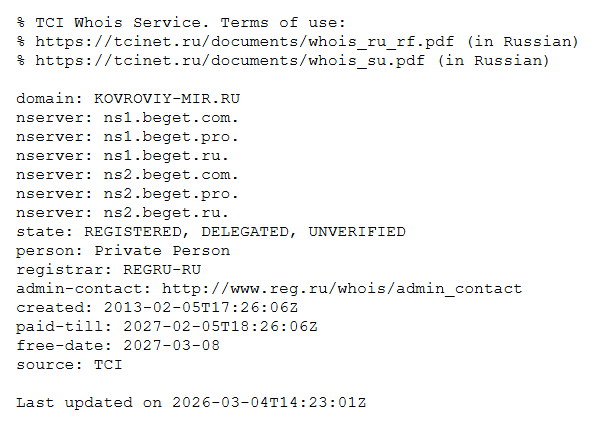 % TCI Whois Service. Terms of use:
% https://tcinet.ru/documents/whois_ru_rf.pdf (in Russian)
% https://tcinet.ru/documents/whois_su.pdf (in Russian)
domain: KOVROVIY-MIR.RU
nserver: ns1.beget.com.
nserver: ns1.beget.pro.
nserver: ns1.beget.ru.
nserver: ns2.beget.com.
nserver: ns2.beget.pro.
nserver: ns2.beget.ru.
state: REGISTERED, DELEGATED, UNVERIFIED
person: Private Person
registrar: REGRU-RU
admin-contact: http://www.reg.ru/whois/admin_contact
created: 2013-02-05T17:26:06Z
paid-till: 2027-02-05T18:26:06Z
free-date: 2027-03-08
source: TCI
Last updated on 2026-03-04T14:23:01Z